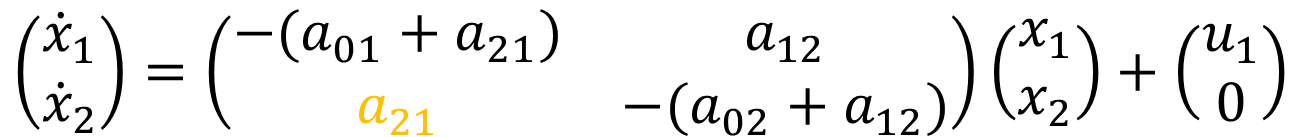 (ẋ₁ ẋ₂) = (−(a₀₁ + a₂₁) a₁₂ a₂₁ −(a₀₂ + a₁₂)) (x₁ x₂) + (u₁ 0)